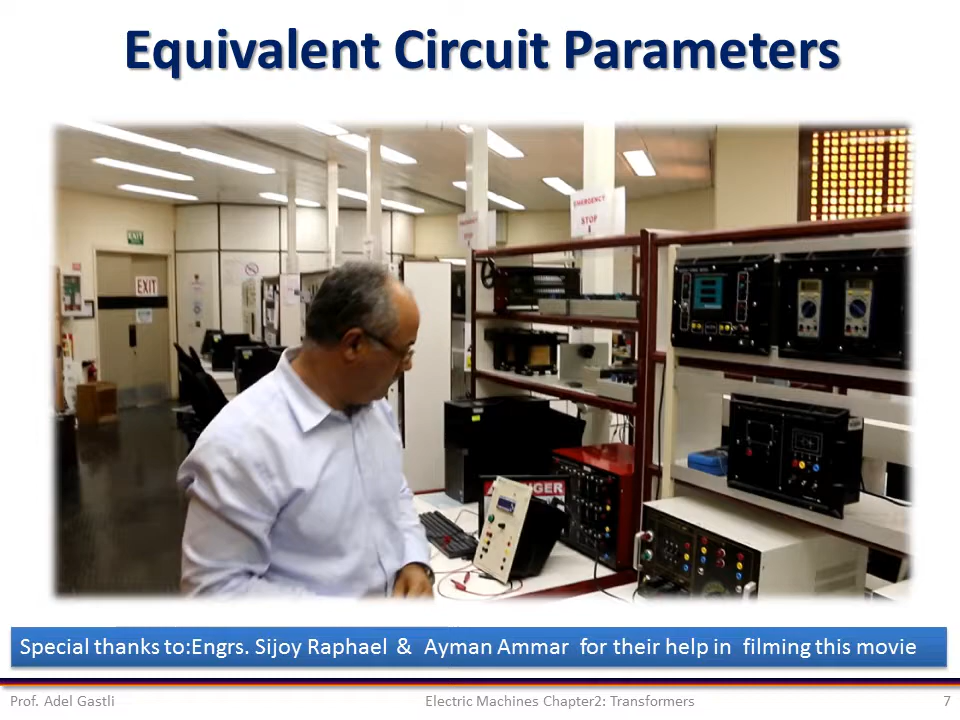 Equivalent Circuit Parameters
EMERGENCY
STOP
EXIT
EXIT
DANGER
Special thanks to:Engrs. Sijoy Raphael & Ayman Ammar for their help in filming this movie
Prof. Adel Gastli
Electric Machines Chapter2: Transformers
7